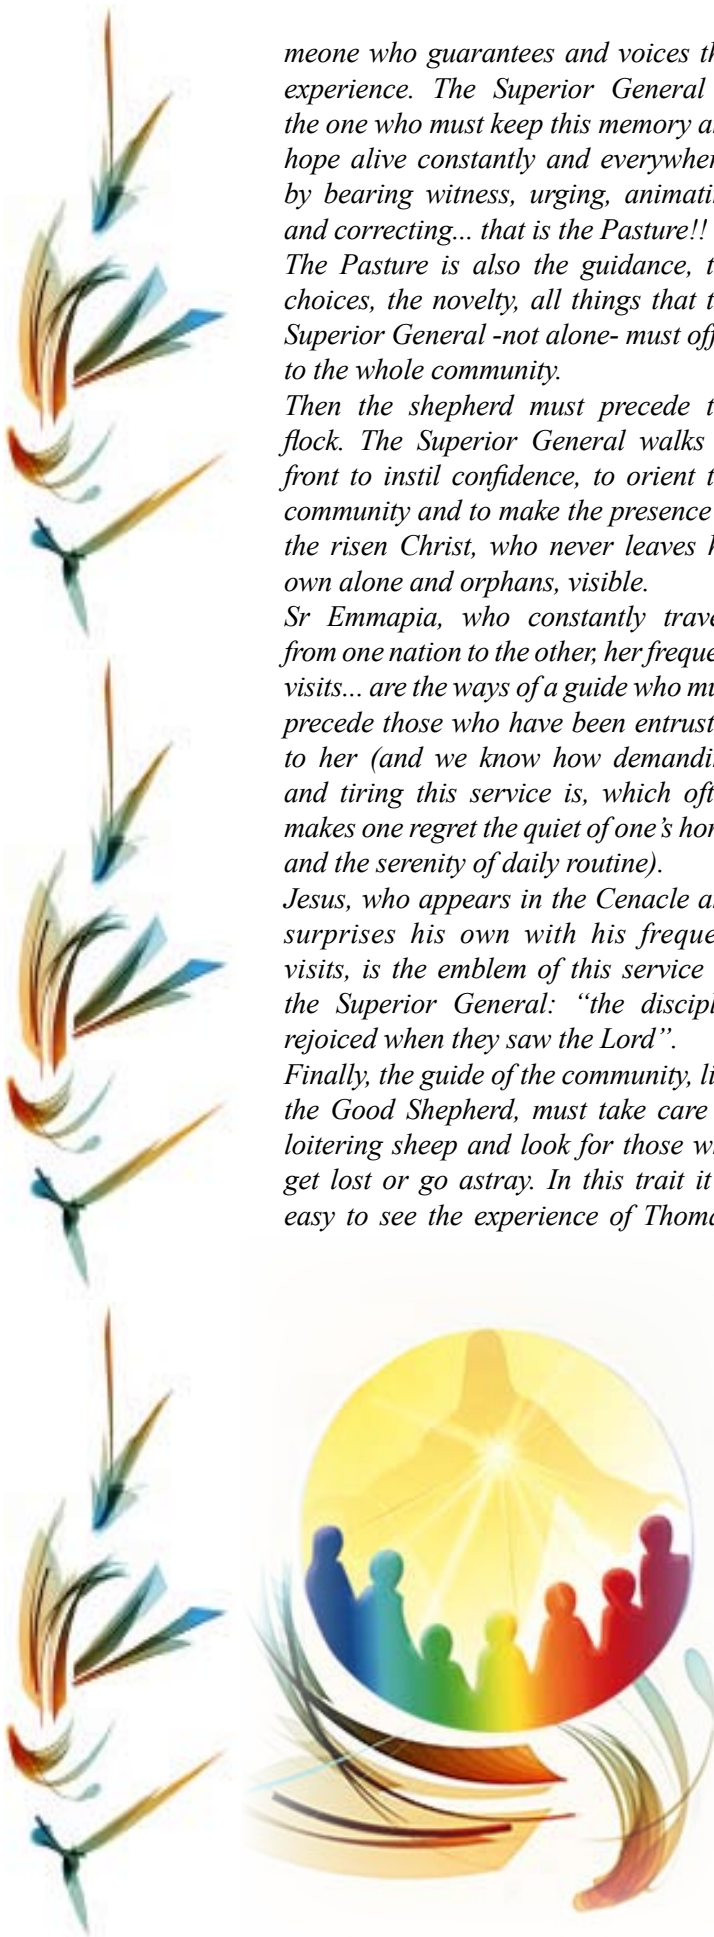 meone who guarantees and voices th
experience. The Superior General
the one who must keep this memory a
hope alive constantly and everywher
by bearing witness, urging, animati
and correcting... that is the Pasture!!
The Pasture is also the guidance, t
choices, the novelty, all things that t
Superior General -not alone- must off
to the whole community.
Then the shepherd must precede t
flock. The Superior General walks
front to instil confidence, to orient t
community and to make the presence
the risen Christ, who never leaves h
own alone and orphans, visible.
Sr Emmapia, who constantly trave
from one nation to the other, her freque
visits... are the ways of a guide who mu
precede those who have been entrust
to her (and we know how demandi
and tiring this service is, which oft
makes one regret the quiet of one's hom
and the serenity of daily routine).
Jesus, who appears in the Cenacle a
surprises his own with his freque
visits, is the emblem of this service
the Superior General: “the discipl
rejoiced when they saw the Lord”.
Finally, the guide of the community, li
the Good Shepherd, must take care
loitering sheep and look for those w
get lost or go astray. In this trait it
easy to see the experience of Thoma